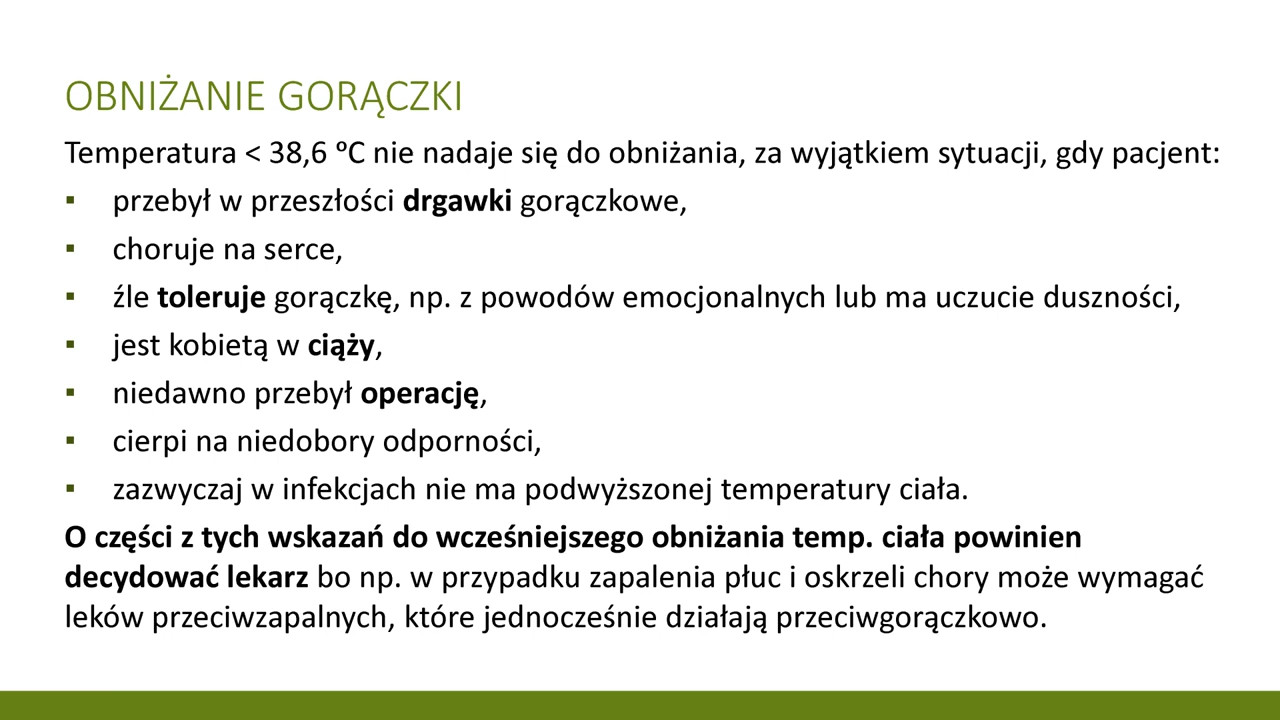 OBNIŻANIE GORĄCZKI
Temperatura < 38,6 ºC nie nadaje się do obniżania, za wyjątkiem sytuacji, gdy pacjent:
▪ przebył w przeszłości drgawki gorączkowe,
▪ choruje na serce,
▪ źle toleruje gorączkę, np. z powodów emocjonalnych lub ma uczucie duszności,
▪ jest kobietą w ciąży,
▪ niedawno przebył operację,
▪ cierpi na niedobory odporności,
▪ zazwyczaj w infekcjach nie ma podwyższonej temperatury ciała.
O części z tych wskazań do wcześniejszego obniżania temp. ciała powinien
decydować lekarz bo np. w przypadku zapalenia płuc i oskrzeli chory może wymagać
leków przeciwzapalnych, które jednocześnie działają przeciwgorączkowo.